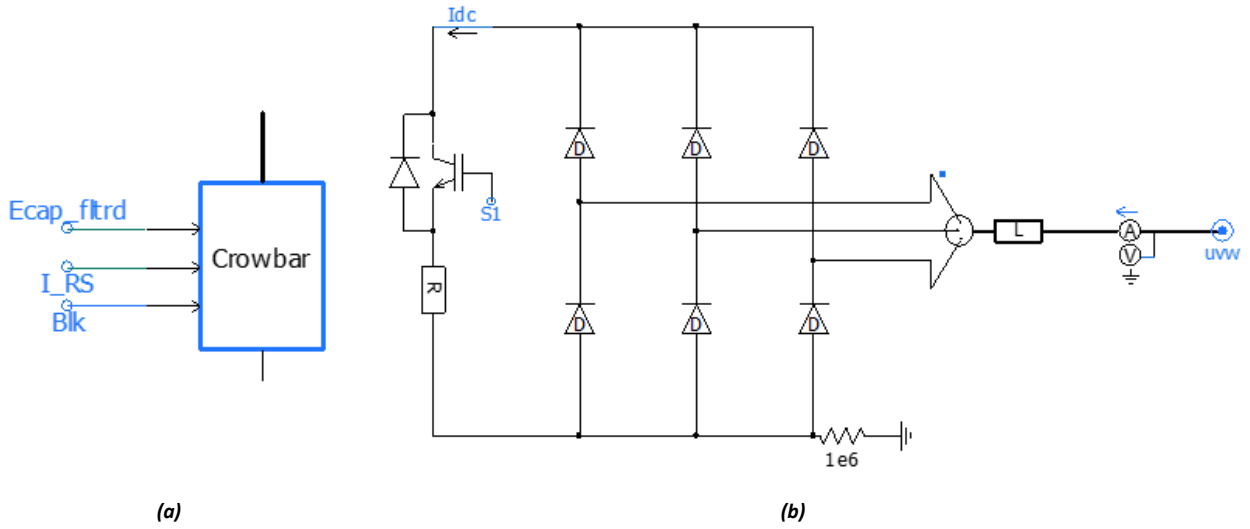 Ecap_fltrd
I_RS
Blk
Crowbar
(a)
Idc
S1
R
D
D
D
D
D
D
1e6
L
A
V
uvw
(b)